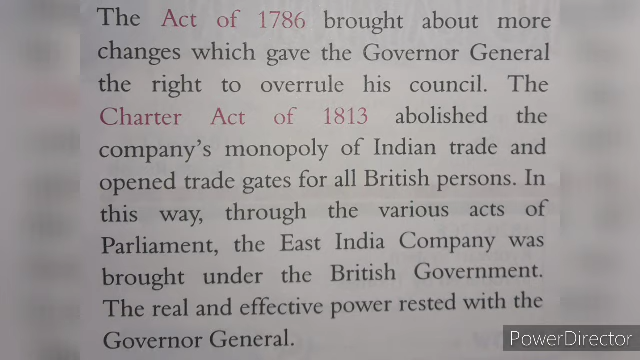 The Act of 1786 brought about more
changes which gave the Governor General
the right to overrule his council. The
Charter Act of 1813 abolished the
company's monopoly of Indian trade and
opened trade gates for all British persons. In
this way, through the various acts of
Parliament, the East India Company was
brought under the British Government.
The real and effective power rested with the
Governor General.
PowerDirector